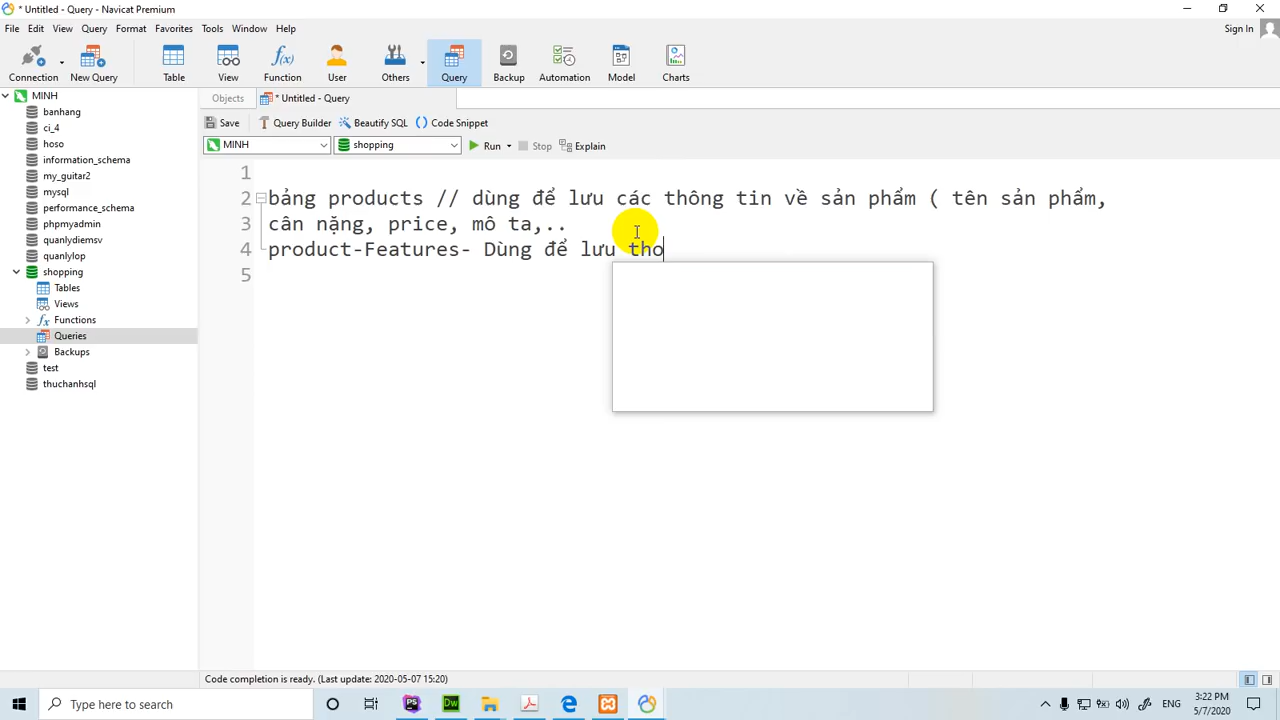 * Untitled - Query - Navicat Premium
File Edit View Query Format Tools Window Help Sign In
Connection New Query Table View Function User Others Query Backup Automation Model Charts
MINH
banhang
ci_4
hoso
information_schema
my_guitar2
mysql
performance_schema
phpmyadmin
quanlydiemsv
quanlylop
shopping
Tables
Views
Functions
Queries
Backups
test
thuchanhsql
Objects * Untitled - Query
Save Query Builder Beautify SQL Code Snippet
MINH shopping Run Stop Explain
1
2 bảng products // dùng để lưu các thông tin về sản phẩm ( tên sản phẩm,
3 cân nặng, price, mô ta,..
4 product-Features- Dùng để lưu tho
5
Code completion is ready. (Last update: 2020-05-07 15:20)
Type here to search
ENG
3:22 PM
5/7/2020